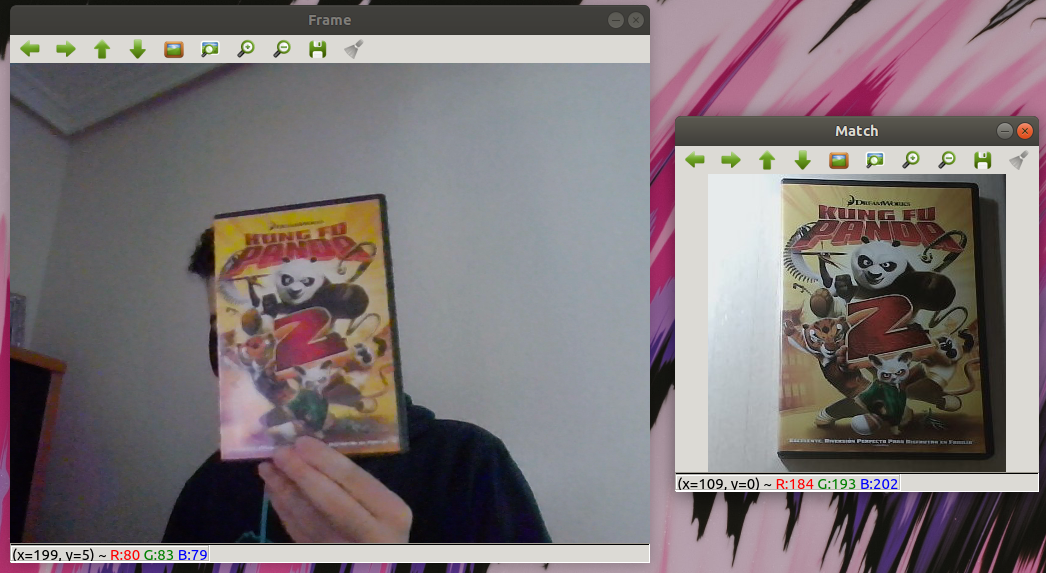 Frame
DREAMWORKS
KUNG FU
PANDA
2
(x=199, y=5) ~ R:80 G:83 B:79
Match
DREAMWORKS
KUNG FU
PANDA
2
EXCELENTE, DIVERSIÓN PERFECTA PARA DISFRUTAR EN FAMILIA
(x=109, y=0) ~ R:184 G:193 B:202